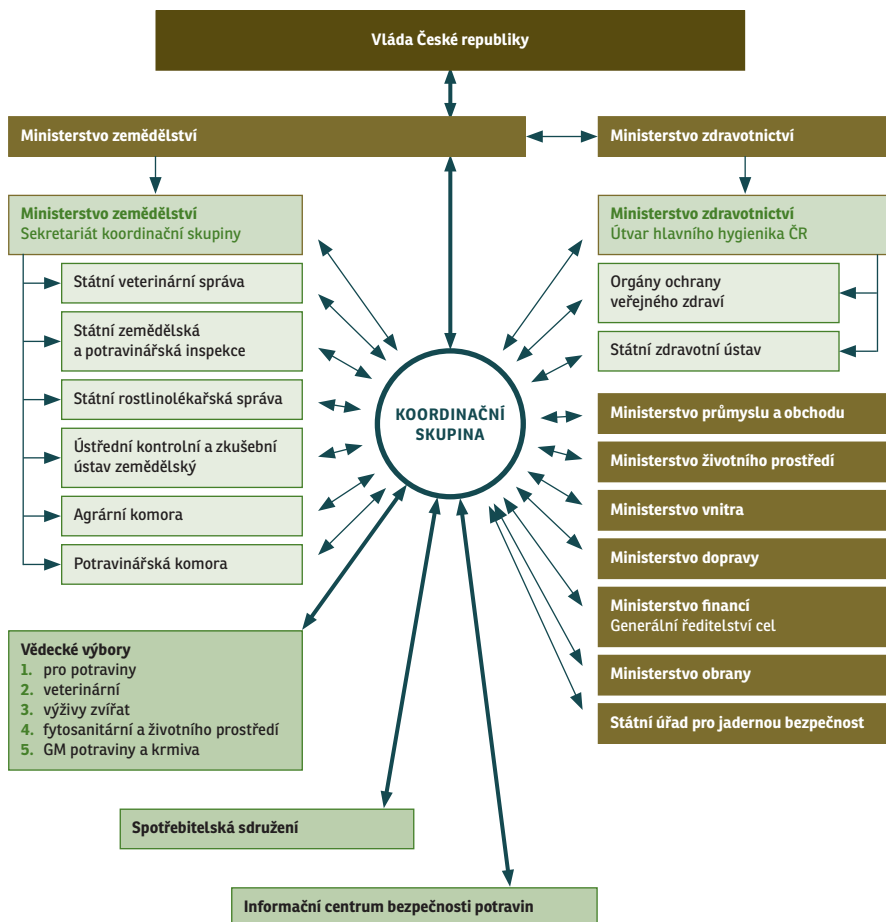 Vláda České republiky
Ministerstvo zemědělství
Ministerstvo zdravotnictví
Ministerstvo zemědělství
Sekretariát koordinační skupiny
Státní veterinární správa
Státní zemědělská
a potravinářská inspekce
Státní rostlinolékařská správa
Ústřední kontrolní a zkušební
ústav zemědělský
Agrární komora
Potravinářská komora
KOORDINAČNÍ
SKUPINA
Ministerstvo zdravotnictví
Útvar hlavního hygienika ČR
Orgány ochrany
veřejného zdraví
Státní zdravotní ústav
Ministerstvo průmyslu a obchodu
Ministerstvo životního prostředí
Ministerstvo vnitra
Ministerstvo dopravy
Ministerstvo financí
Generální ředitelství cel
Ministerstvo obrany
Státní úřad pro jadernou bezpečnost
Vědecké výbory
1. pro potraviny
2. veterinární
3. výživy zvířat
4. fytosanitární a životního prostředí
5. GM potraviny a krmiva
Spotřebitelská sdružení
Informační centrum bezpečnosti potravin